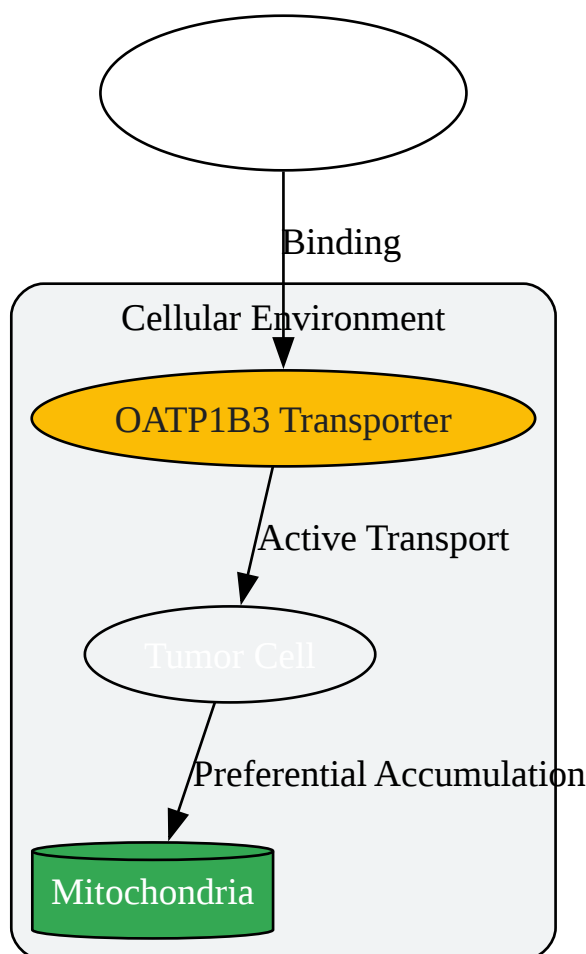 Binding
Cellular Environment
OATP1B3 Transporter
Active Transport
Tumor Cell
Preferential Accumulation
Mitochondria